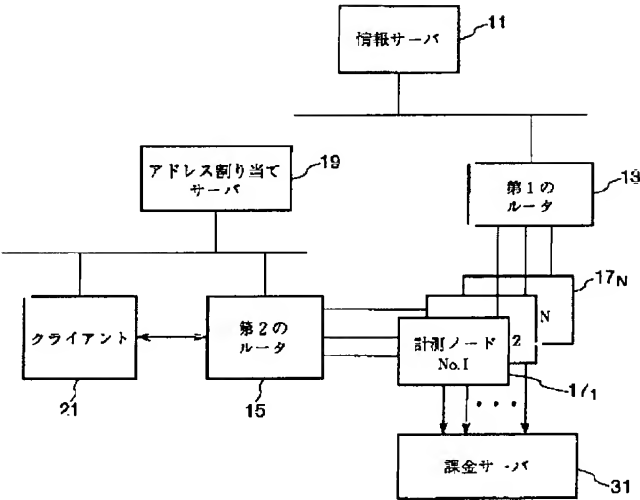 情報サーバ
11
アドレス割り当て
サーバ
19
第1の
ルータ
13
17N
N
2
クライアント
21
第2の
ルータ
15
計測ノード
No.1
171
・・・
課金サーバ
31